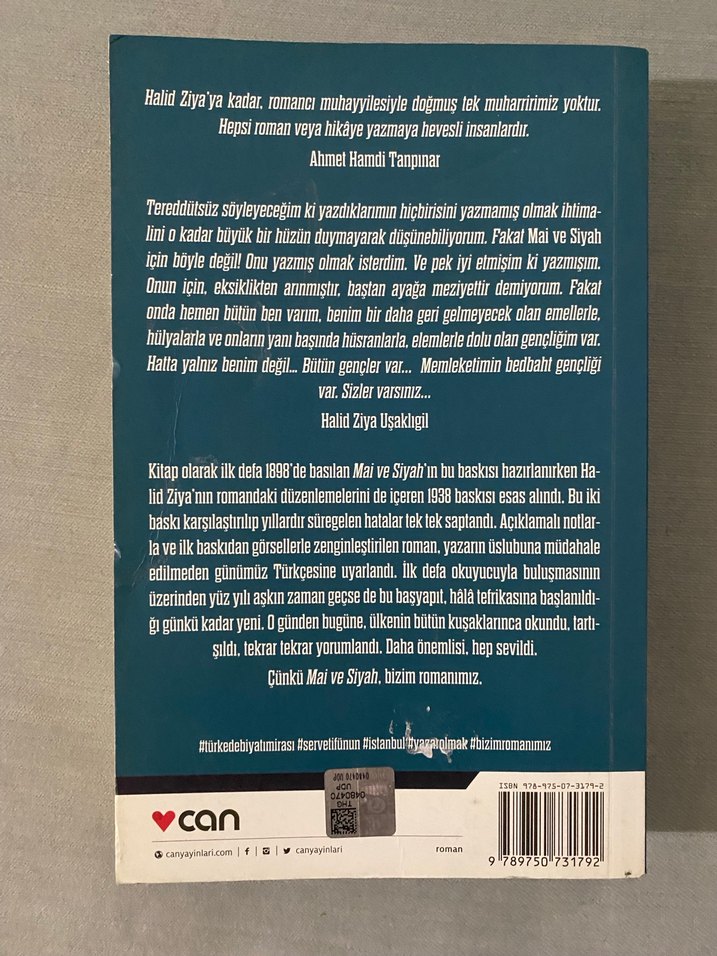 Halid Ziya'ya kadar, romancı muhayyilesiyle doğmuş tek muharririmiz yoktur.
Hepsi roman veya hikâye yazmaya hevesli insanlardır.
Ahmet Hamdi Tanpınar
Tereddütsüz söyleyeceğim ki yazdıklarımın hiçbirisini yazmamış olmak ihtima-
lini o kadar büyük bir hüzün duymayarak düşünebiliyorum. Fakat Mai ve Siyah
için böyle değil! Onu yazmış olmak isterdim. Ve pek iyi etmişim ki yazmışım.
Onun için, eksiklikten arınmıştır, baştan ayağa meziyettir demiyorum. Fakat
onda hemen bütün ben varım, benim bir daha geri gelmeyecek olan emellerle,
hülyalarla ve onların yanı başında hüsranlarla, elemlerle dolu olan gençliğim var.
Hatta yalnız benim değil... Bütün gençler var... Memleketimin bedbaht gençliği
var. Sizler varsınız...
Halid Ziya Uşaklıgil
Kitap olarak ilk defa 1898'de basılan Mai ve Siyah'ın bu baskısı hazırlanırken Ha-
lid Ziya'nın romandaki düzenlemelerini de içeren 1938 baskısı esas alındı. Bu iki
baskı karşılaştırılıp yıllardır süregelen hatalar tek tek saptandı. Açıklamalı notlar-
la ve ilk baskıdan görsellerle zenginleştirilen roman, yazarın üslubuna müdahale
edilmeden günümüz Türkçesine uyarlandı. İlk defa okuyucuyla buluşmasının
üzerinden yüz yılı aşkın zaman geçse de bu başyapıt, hâlâ tefrikasına başlanıldı-
ğı günkü kadar yeni. O günden bugüne, ülkenin bütün kuşaklarınca okundu, tartı-
şıldı, tekrar tekrar yorumlandı. Daha önemlisi, hep sevildi.
Çünkü Mai ve Siyah, bizim romanımız.
#türkedebiyatımirası #servetifünun #istanbul #yazarolmak #bizimromanımız
0480470 UDP
THG
0480470
UDP
can
canyayinlari.com | f | canyayinlari
roman
ISBN 978-975-07-3179-2
9 789750 731792